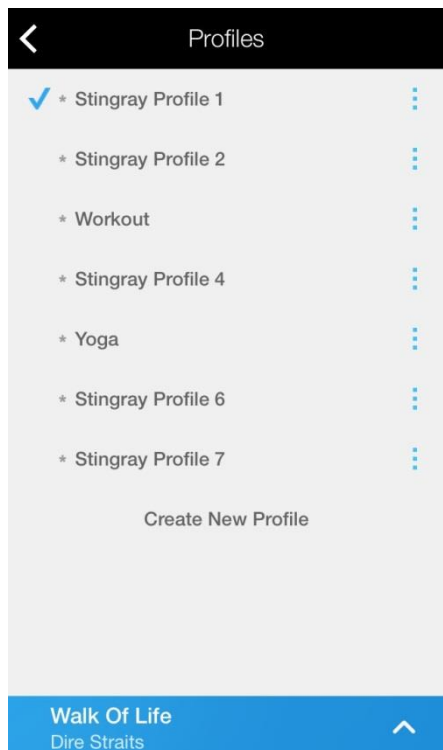 Profiles
* Stingray Profile 1
* Stingray Profile 2
* Workout
* Stingray Profile 4
* Yoga
* Stingray Profile 6
* Stingray Profile 7
Create New Profile
Walk Of Life
Dire Straits